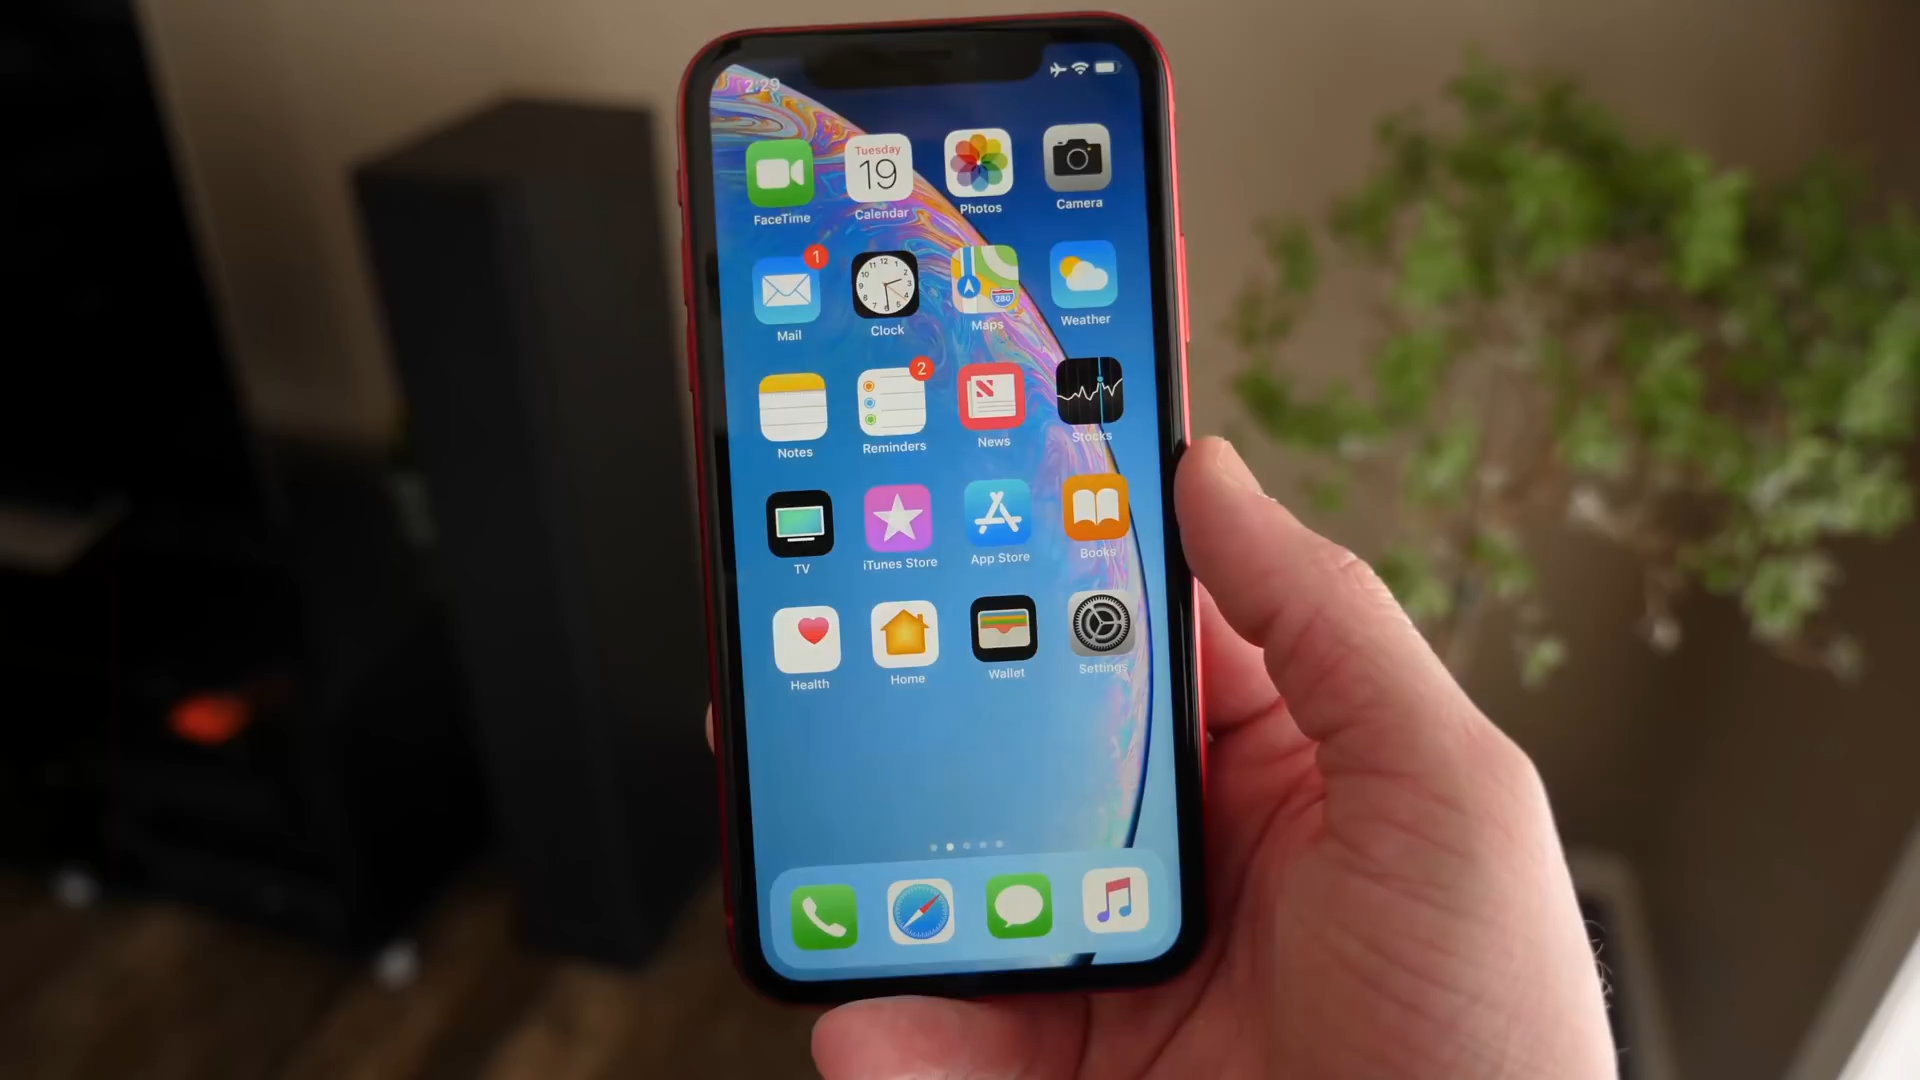 2:29
Tuesday
19
FaceTime
Calendar
Photos
Camera
1
Mail
Clock
280
Maps
Weather
2
Notes
Reminders
News
Stocks
TV
iTunes Store
App Store
Books
Health
Home
Wallet
Settings